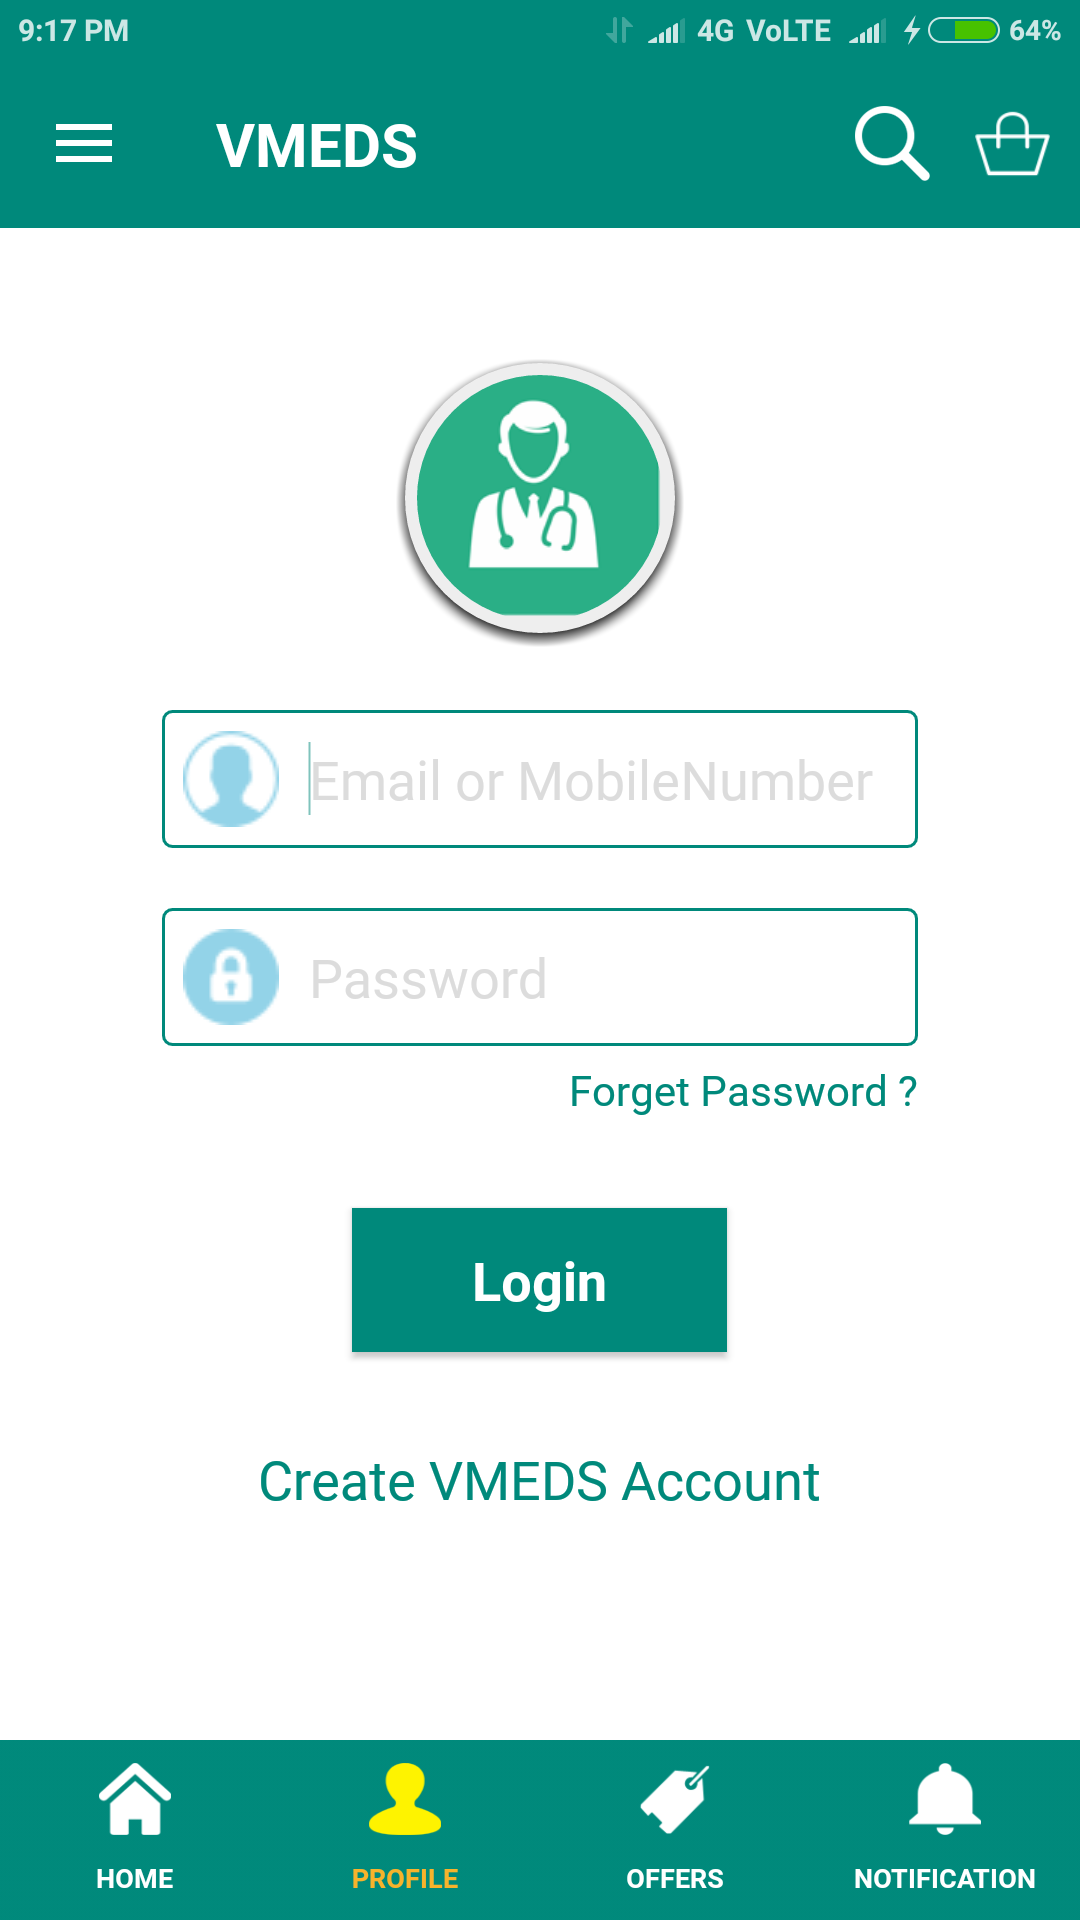 9:17 PM 4G VoLTE 64%
VMEDS
Email or MobileNumber
Password
Forget Password ?
Login
Create VMEDS Account
HOME PROFILE OFFERS NOTIFICATION